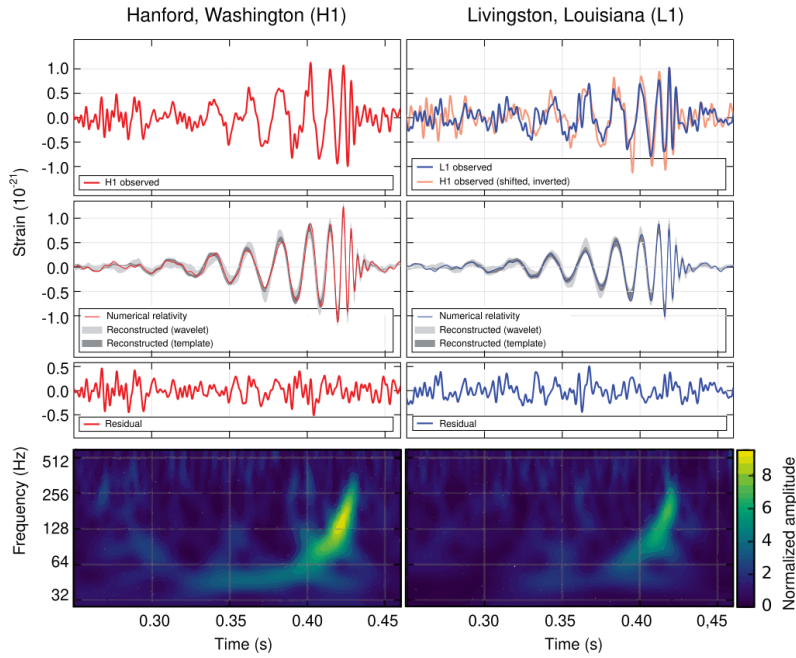 Hanford, Washington (H1)
Livingston, Louisiana (L1)
Strain (10⁻²¹)
1.0
0.5
0.0
-0.5
-1.0
H1 observed
L1 observed
H1 observed (shifted, inverted)
1.0
0.5
0.0
-0.5
-1.0
Numerical relativity
Reconstructed (wavelet)
Reconstructed (template)
Numerical relativity
Reconstructed (wavelet)
Reconstructed (template)
0.5
0.0
-0.5
Residual
Residual
Frequency (Hz)
512
256
128
64
32
0.30
0.35
0.40
0.45
Time (s)
0.30
0.35
0.40
0,45
Time (s)
8
6
4
2
0
Normalized amplitude